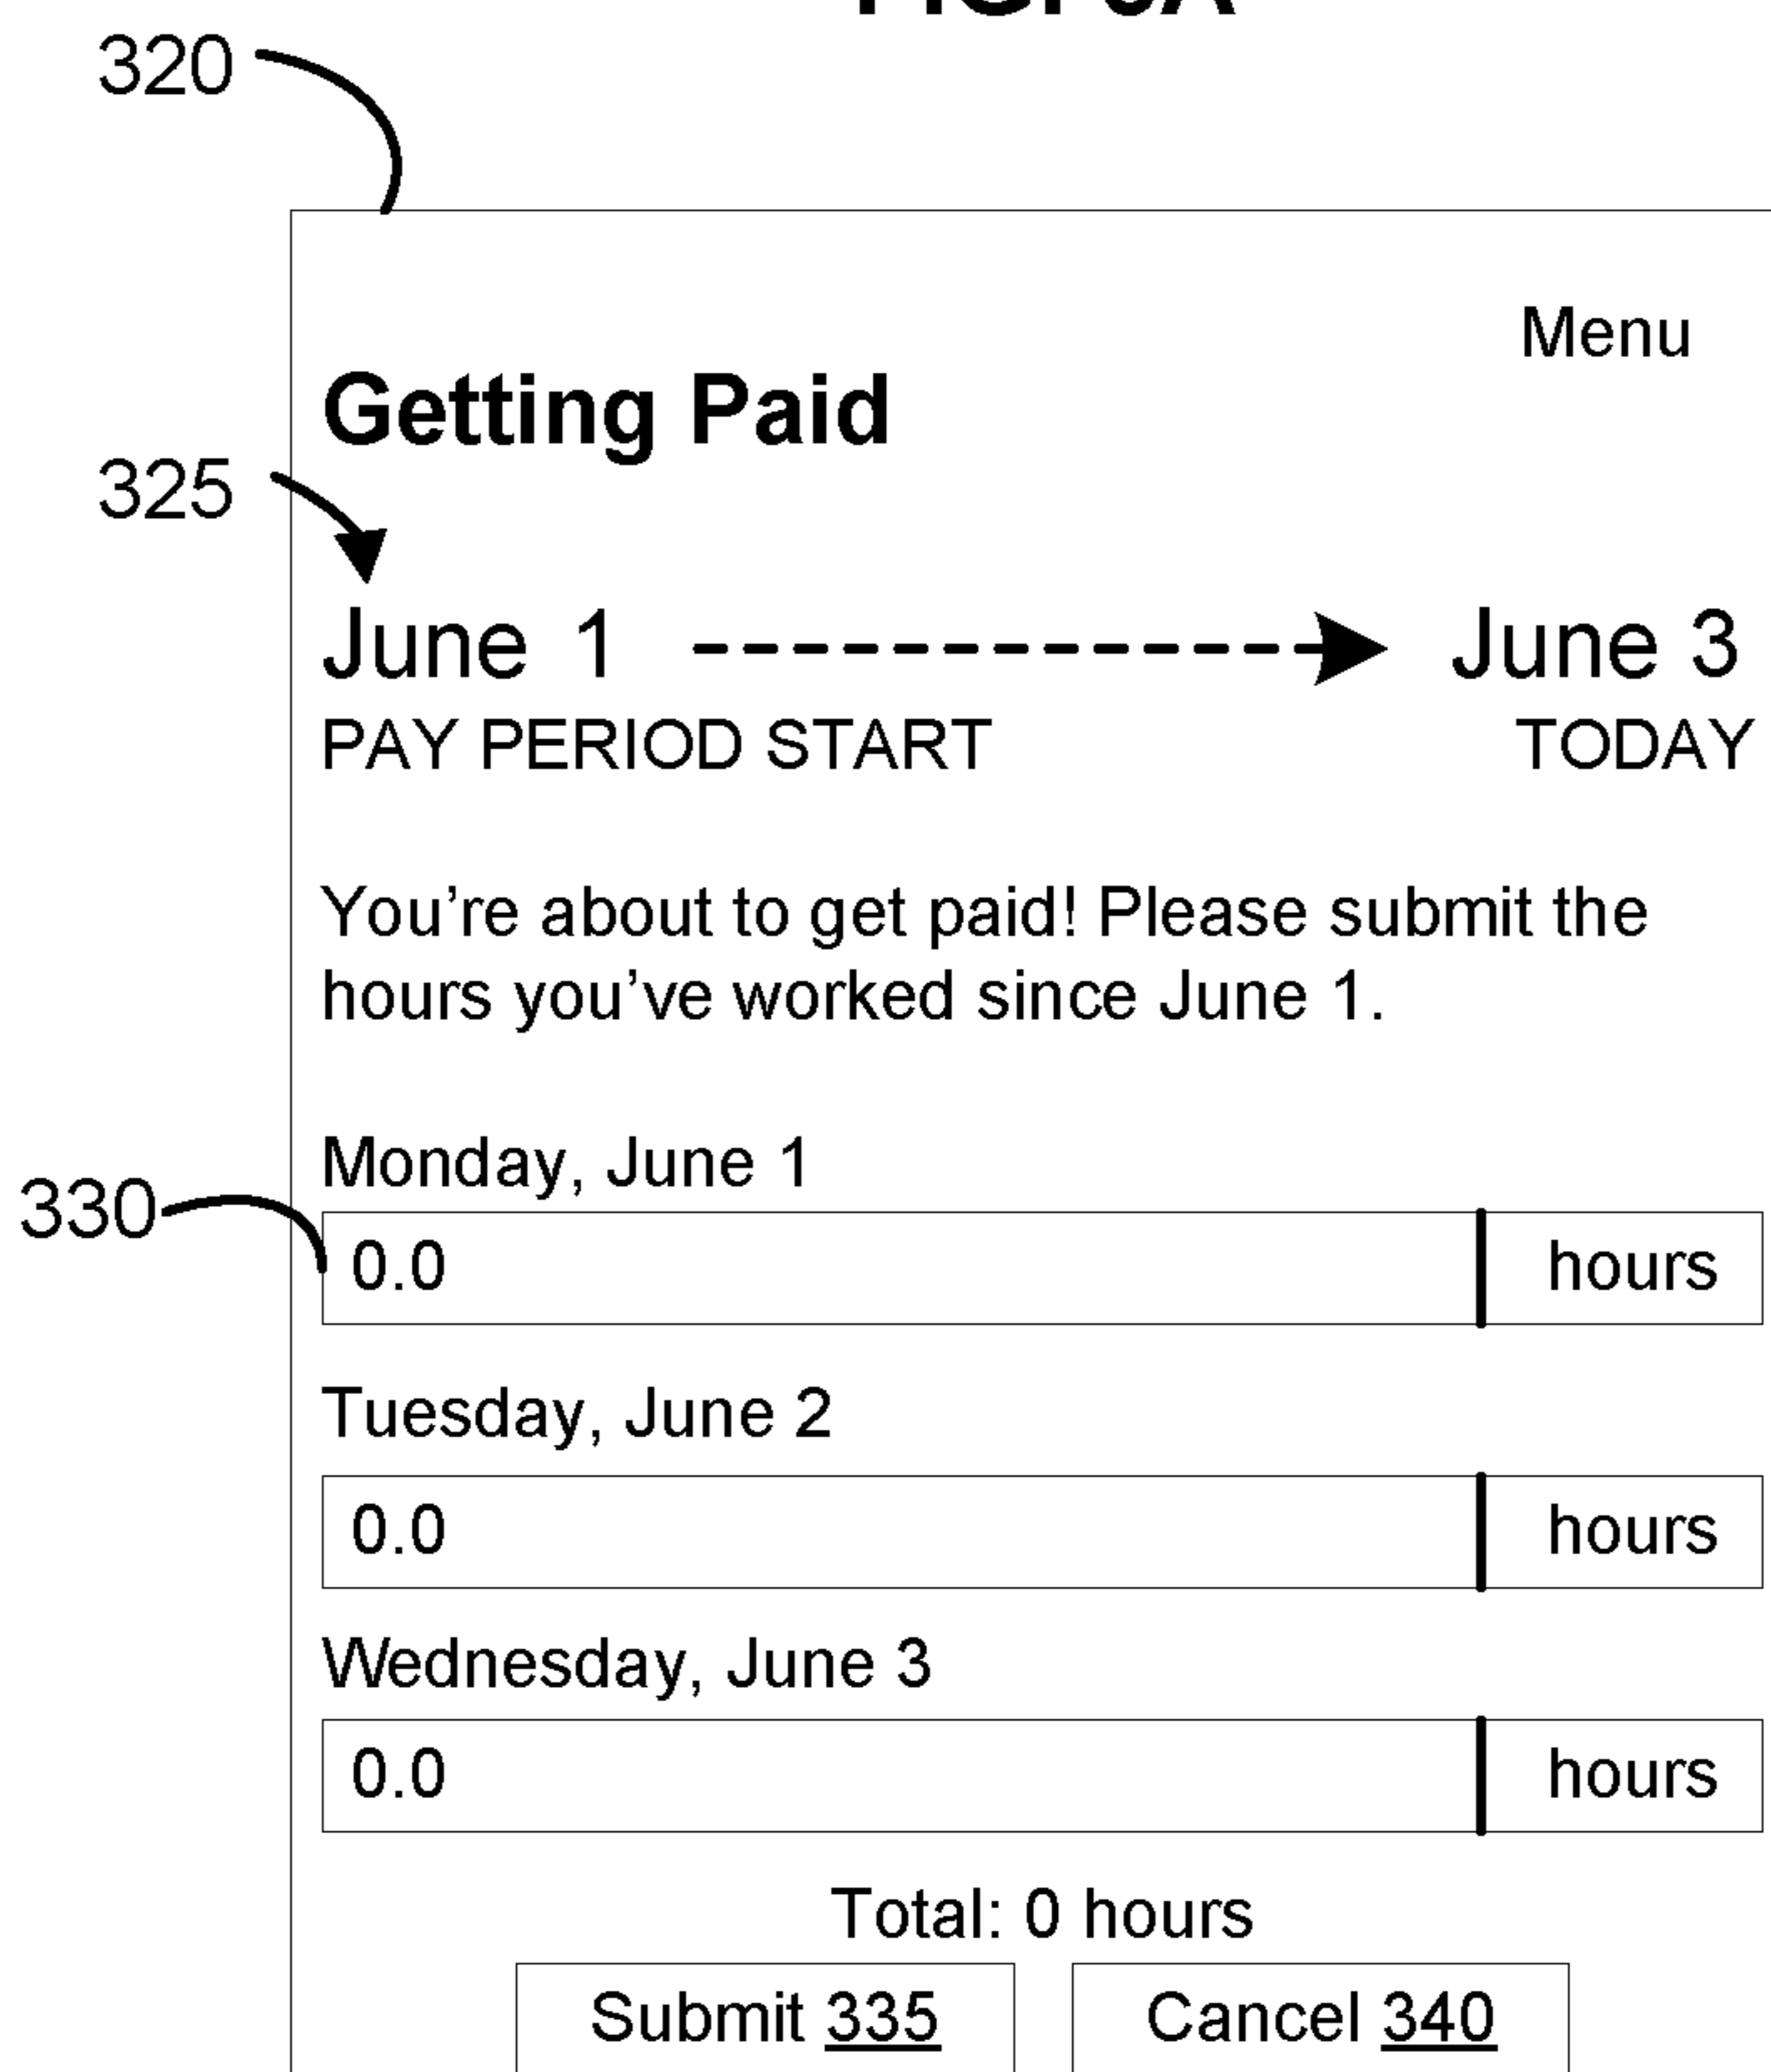 320
Menu
Getting Paid
325
June 1 June 3
PAY PERIOD START TODAY
You're about to get paid! Please submit the
hours you've worked since June 1.
Monday, June 1
330
0.0 hours
Tuesday, June 2
0.0 hours
Wednesday, June 3
0.0 hours
Total: 0 hours
Submit 335 Cancel 340